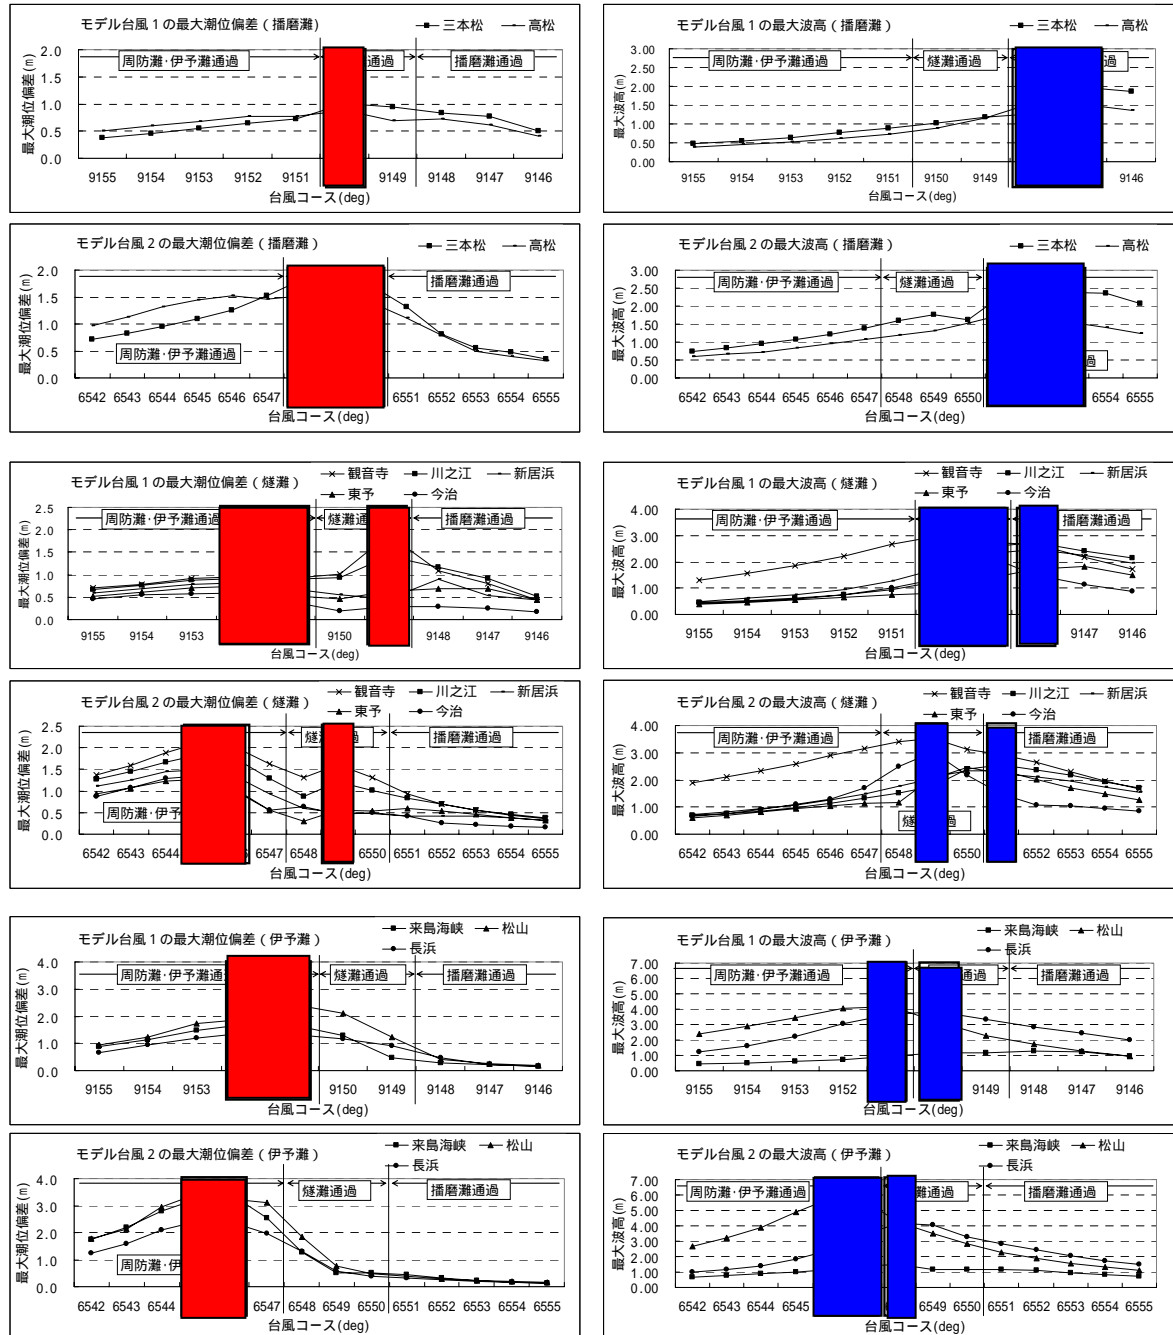 モデル台風1の最大潮位偏差(播磨灘)
三本松 高松
最大潮位偏差(m)
2.0
1.5
1.0
0.5
0.0
周防灘･伊予灘通過 通過 播磨灘通過
9155 9154 9153 9152 9151 9149 9148 9147 9146
台風コース(deg)
モデル台風1の最大波高(播磨灘)
三本松 高松
最大波高(m)
3.00
2.50
2.00
1.50
1.00
0.50
0.00
周防灘･伊予灘通過 燧灘通過 過
9155 9154 9153 9152 9151 9150 9149 9146
台風コース(deg)
モデル台風2の最大潮位偏差(播磨灘)
三本松 高松
最大潮位偏差(m)
2.0
1.5
1.0
0.5
0.0
播磨灘通過
周防灘･伊予灘通過
6542 6543 6544 6545 6546 6547 6551 6552 6553 6554 6555
台風コース(deg)
モデル台風2の最大波高(播磨灘)
三本松 高松
最大波高(m)
3.00
2.50
2.00
1.50
1.00
0.50
0.00
周防灘･伊予灘通過 燧灘通過
過
6542 6543 6544 6545 6546 6547 6548 6549 6550 6554 6555
台風コース(deg)
モデル台風1の最大潮位偏差(燧灘)
観音寺 川之江 新居浜
東予 今治
最大潮位偏差(m)
2.5
2.0
1.5
1.0
0.5
0.0
周防灘･伊予灘通過 燧灘通 播磨灘通過
9155 9154 9153 9150 9148 9147 9146
台風コース(deg)
モデル台風1の最大波高(燧灘)
観音寺 川之江 新居浜
東予 今治
最大波高(m)
4.00
3.00
2.00
1.00
0.00
周防灘･伊予灘通過 播磨灘通過
9155 9154 9153 9152 9151 9147 9146
台風コース(deg)
モデル台風2の最大潮位偏差(燧灘)
観音寺 川之江 新居浜
東予 今治
最大潮位偏差(m)
2.5
2.0
1.5
1.0
0.5
0.0
燧灘 過 播磨灘通過
周防灘･伊予
6542 6543 6544 6547 6548 6550 6551 6552 6553 6554 6555
台風コース(deg)
モデル台風2の最大波高(燧灘)
観音寺 川之江 新居浜
東予 今治
最大波高(m)
4.00
3.00
2.00
1.00
0.00
周防灘･伊予灘通過 播磨灘通過
燧灘 過
6542 6543 6544 6545 6546 6547 6548 6550 6552 6553 6554 6555
台風コース(deg)
モデル台風1の最大潮位偏差(伊予灘)
来島海峡 松山
長浜
最大潮位偏差(m)
4.0
3.0
2.0
1.0
0.0
周防灘･伊予灘通 燧灘通過 播磨灘通過
9155 9154 9153 9150 9149 9148 9147 9146
台風コース(deg)
モデル台風1の最大波高(伊予灘)
来島海峡 松山
長浜
最大波高(m)
7.00
6.00
5.00
4.00
3.00
2.00
1.00
0.00
周防灘･伊予灘通過 通過 播磨灘通過
9155 9154 9153 9152 9149 9148 9147 9146
台風コース(deg)
モデル台風2の最大潮位偏差(伊予灘)
来島海峡 松山
長浜
最大潮位偏差(m)
4.0
3.0
2.0
1.0
0.0
燧灘通過 播磨灘通過
周防灘･伊予
6542 6543 6544 6547 6548 6549 6550 6551 6552 6553 6554 6555
台風コース(deg)
モデル台風2の最大波高(伊予灘)
来島海峡 松山
長浜
最大波高(m)
7.00
6.00
5.00
4.00
3.00
2.00
1.00
0.00
周防灘･伊予灘通過 灘通過 播磨灘通過
6542 6543 6544 6545 6549 6550 6551 6552 6553 6554 6555
台風コース(deg)